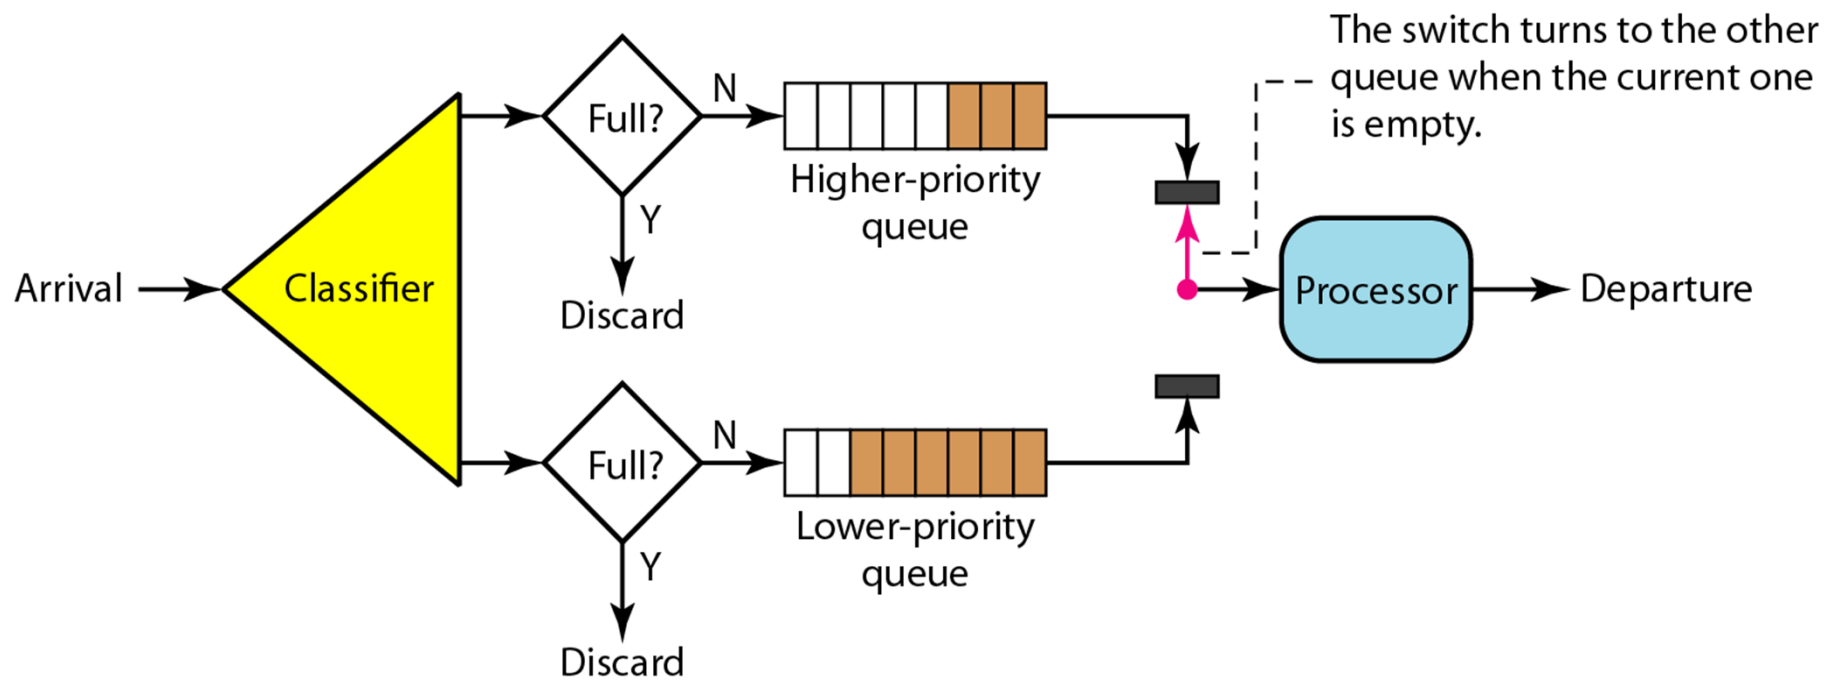 The switch turns to the other
queue when the current one
is empty.
Full?
N
Y
Discard
Higher-priority
queue
Arrival
Classifier
Processor
Departure
Full?
N
Y
Discard
Lower-priority
queue